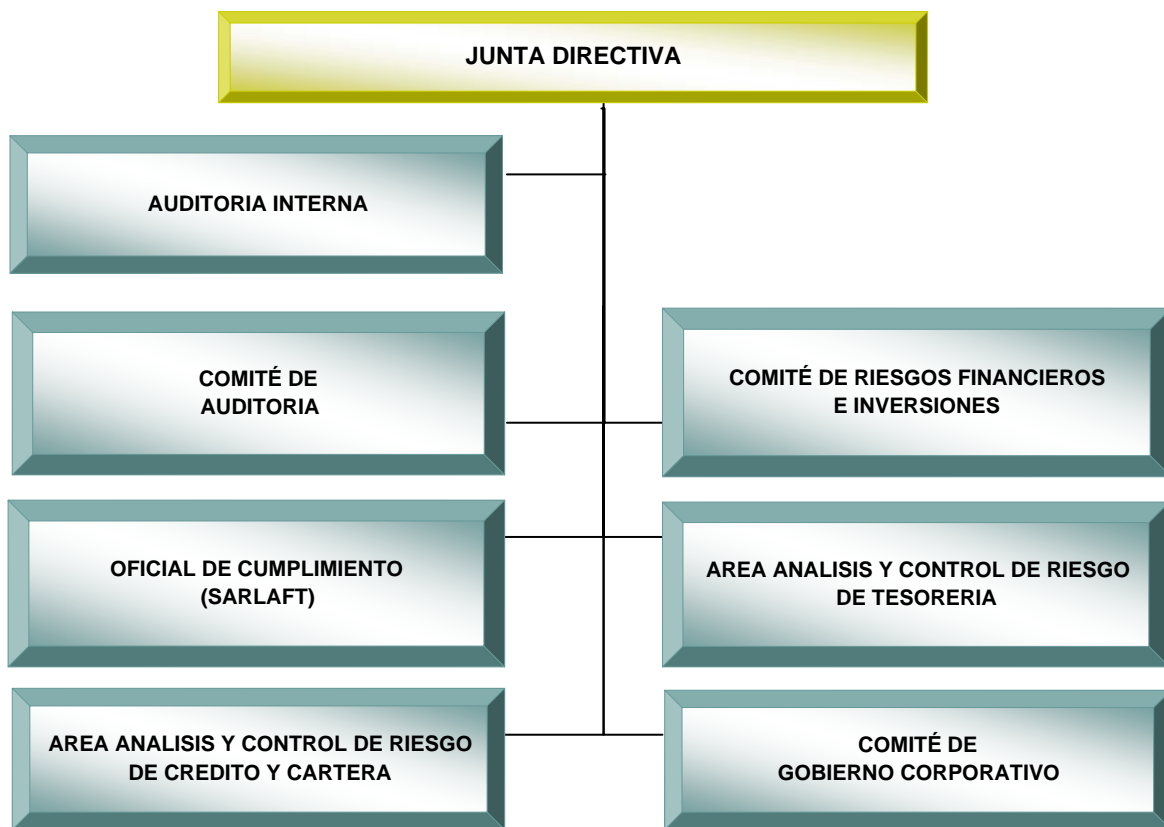 JUNTA DIRECTIVA
AUDITORIA INTERNA
COMITÉ DE
AUDITORIA
COMITÉ DE RIESGOS FINANCIEROS
E INVERSIONES
OFICIAL DE CUMPLIMIENTO
(SARLAFT)
AREA ANALISIS Y CONTROL DE RIESGO
DE TESORERIA
AREA ANALISIS Y CONTROL DE RIESGO
DE CREDITO Y CARTERA
COMITÉ DE
GOBIERNO CORPORATIVO